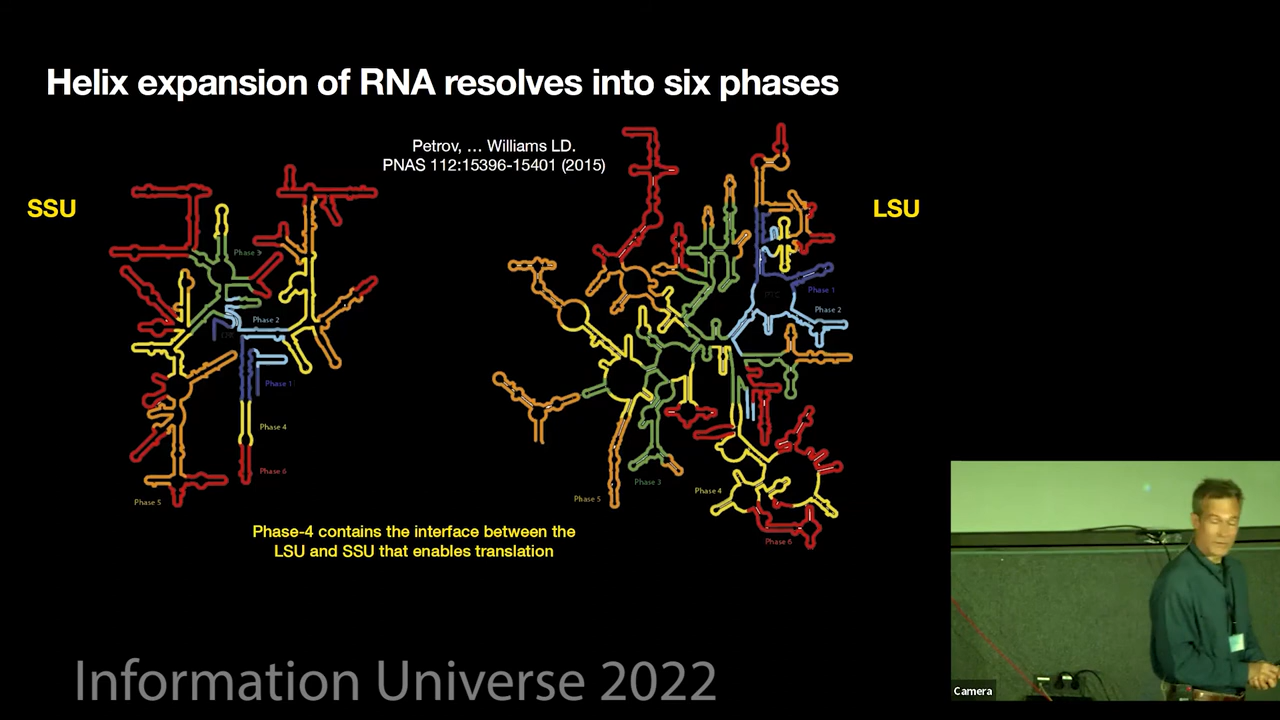 Helix expansion of RNA resolves into six phases
Petrov, ... Williams LD.
PNAS 112:15396-15401 (2015)
SSU
LSU
Phase 3
Phase 2
Phase 1
Phase 4
Phase 6
Phase 5
PTC
Phase 1
Phase 2
Phase 3
Phase 4
Phase 5
Phase 6
Phase-4 contains the interface between the
LSU and SSU that enables translation
Information Universe 2022
Camera